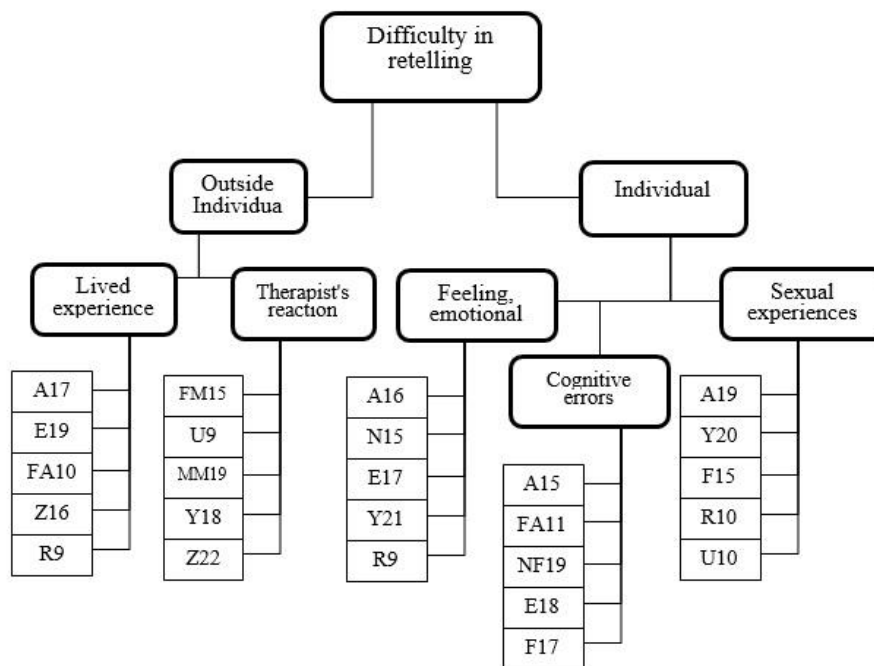 Difficulty in
retelling
Outside
Individua
Individual
Lived
experience
Therapist's
reaction
Feeling,
emotional
Sexual
experiences
Cognitive
errors
A17
E19
FA10
Z16
R9
FM15
U9
MM19
Y18
Z22
A16
N15
E17
Y21
R9
A15
FA11
NF19
E18
F17
A19
Y20
F15
R10
U10